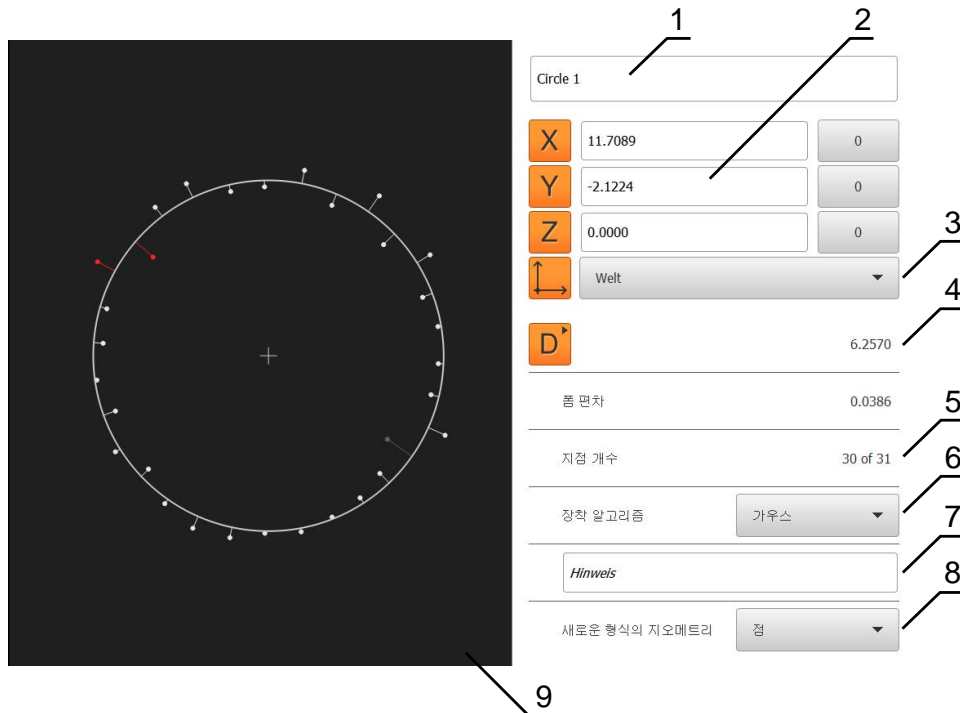 1
2
Circle 1
X 11.7089 0
Y -2.1224 0
Z 0.0000 0
3
Welt
4
D 6.2570
폼 편차 0.0386
5
지점 개수 30 of 31
6
장착 알고리즘 가우스
7
Hinweis
8
새로운 형식의 지오메트리 점
9